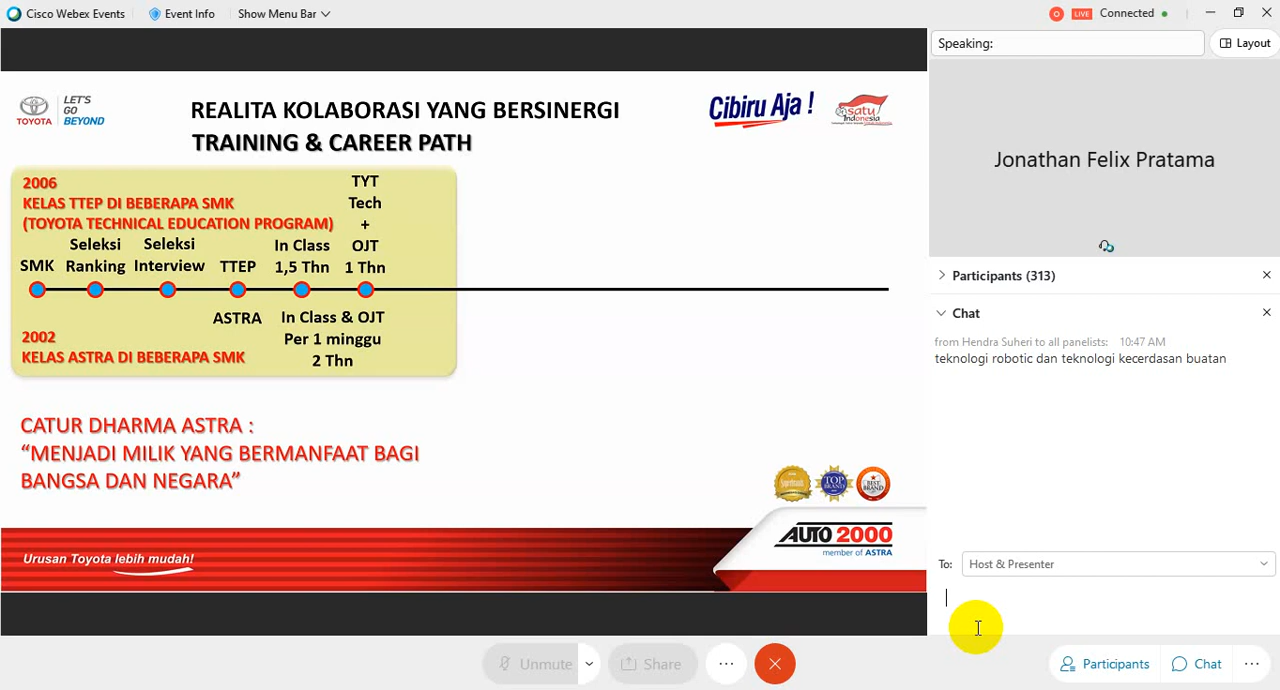 Cisco Webex Events
Event Info
Show Menu Bar
LIVE
Connected
TOYOTA
LET'S
GO
BEYOND
REALITA KOLABORASI YANG BERSINERGI
TRAINING & CAREER PATH
Cibiru Aja !
satu
Indonesia
2006
KELAS TTEP DI BEBERAPA SMK
(TOYOTA TECHNICAL EDUCATION PROGRAM)
SMK
Seleksi
Ranking
Seleksi
Interview
TTEP
In Class
1,5 Thn
TYT
Tech
+
OJT
1 Thn
ASTRA
In Class & OJT
Per 1 minggu
2 Thn
2002
KELAS ASTRA DI BEBERAPA SMK
CATUR DHARMA ASTRA :
“MENJADI MILIK YANG BERMANFAAT BAGI
BANGSA DAN NEGARA”
Superbrands
TOP
BRAND
BEST
BRAND
AUTO 2000
member of ASTRA
Urusan Toyota lebih mudah!
Speaking:
Layout
Jonathan Felix Pratama
Participants (313)
Chat
from Hendra Suheri to all panelists: 10:47 AM
teknologi robotic dan teknologi kecerdasan buatan
To: Host & Presenter
Unmute
Share
Participants
Chat